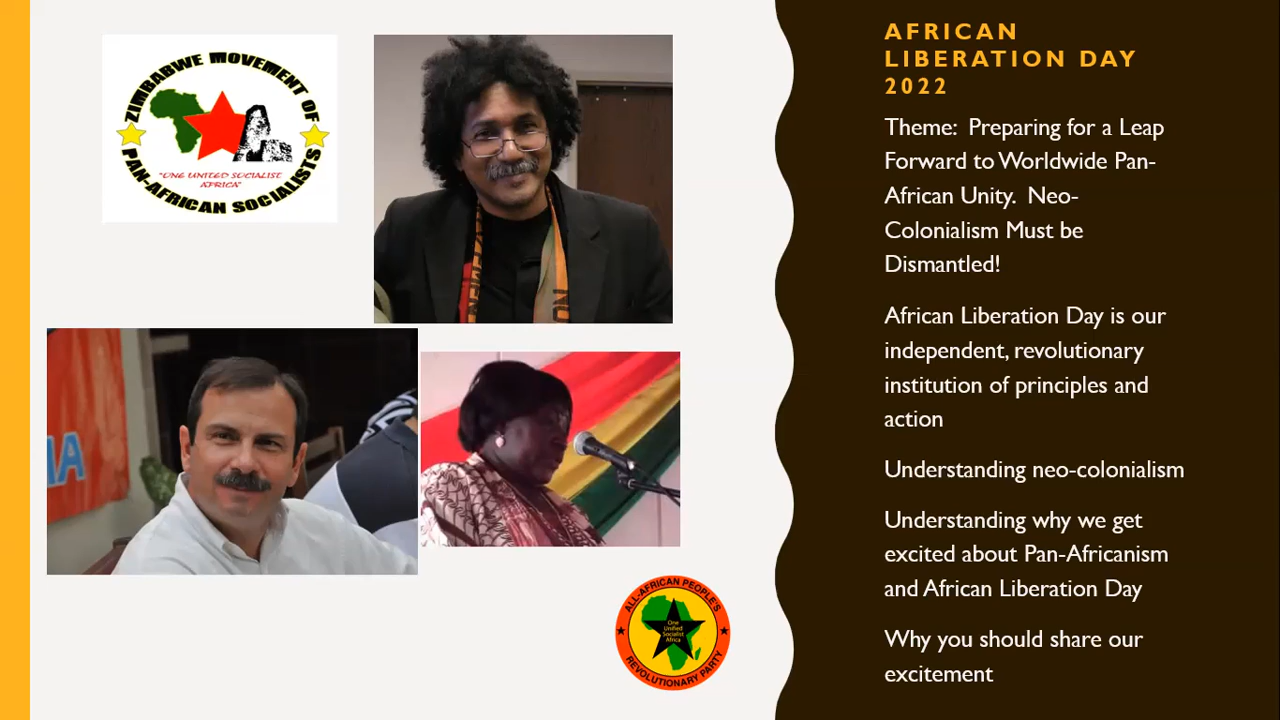 ZIMBABWE MOVEMENT OF
PAN-AFRICAN SOCIALISTS
"ONE UNITED SOCIALIST
AFRICA"
IA
ALL-AFRICAN PEOPLE'S
One
Unified
Socialist
Africa
REVOLUTIONARY PARTY
AFRICAN
LIBERATION DAY
2022
Theme: Preparing for a Leap
Forward to Worldwide Pan-
African Unity. Neo-
Colonialism Must be
Dismantled!
African Liberation Day is our
independent, revolutionary
institution of principles and
action
Understanding neo-colonialism
Understanding why we get
excited about Pan-Africanism
and African Liberation Day
Why you should share our
excitement